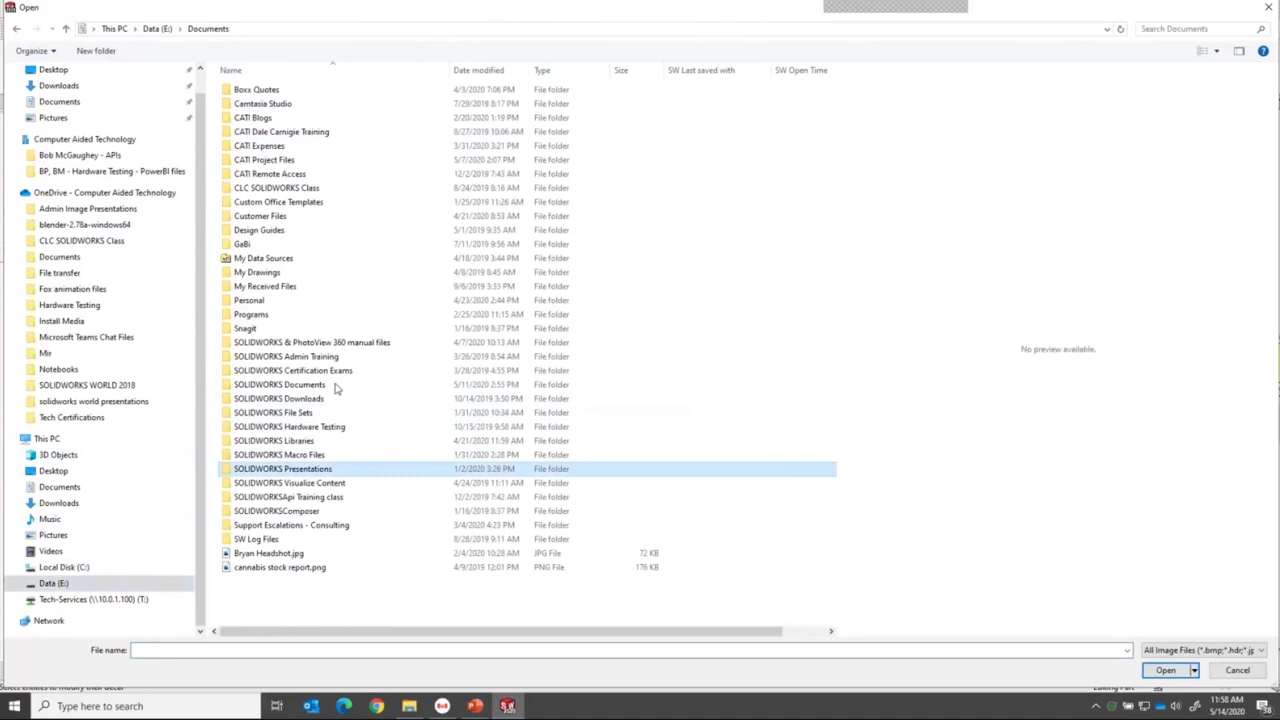 Open
This PC > Data (E:) > Documents
Search Documents
Organize
New folder
Desktop
Downloads
Documents
Pictures
Computer Aided Technology
Bob McGaughey - APIs
BP, BM - Hardware Testing - PowerBI files
OneDrive - Computer Aided Technology
Admin Image Presentations
blender-2.78a-windows64
CLC SOLIDWORKS Class
Documents
File transfer
Fox animation files
Hardware Testing
Install Media
Microsoft Teams Chat Files
Mir
Notebooks
SOLIDWORKS WORLD 2018
solidworks world presentations
Tech Certifications
This PC
3D Objects
Desktop
Documents
Downloads
Music
Pictures
Videos
Local Disk (C:)
Data (E:)
Tech-Services (\\10.0.1.100) (T:)
Network
Name Date modified Type Size SW Last saved with SW Open Time
Boxx Quotes 4/3/2020 7:06 PM File folder
Camtasia Studio 7/29/2019 8:17 PM File folder
CATI Blogs 2/20/2020 1:19 PM File folder
CATI Dale Carnigie Training 8/27/2019 10:06 AM File folder
CATI Expenses 3/31/2020 3:21 PM File folder
CATI Project Files 5/7/2020 2:07 PM File folder
CATI Remote Access 12/2/2019 7:43 AM File folder
CLC SOLIDWORKS Class 8/24/2019 8:16 AM File folder
Custom Office Templates 1/25/2019 11:26 AM File folder
Customer Files 4/21/2020 8:53 AM File folder
Design Guides 5/1/2019 9:35 AM File folder
GaBi 7/11/2019 9:56 AM File folder
My Data Sources 4/18/2019 3:44 PM File folder
My Drawings 4/8/2019 8:45 AM File folder
My Received Files 9/6/2019 3:33 PM File folder
Personal 4/23/2020 2:44 PM File folder
Programs 2/25/2020 11:15 AM File folder
Snagit 1/16/2019 8:37 PM File folder
SOLIDWORKS & PhotoView 360 manual files 4/7/2020 10:13 AM File folder
SOLIDWORKS Admin Training 3/26/2019 8:54 AM File folder
SOLIDWORKS Certification Exams 3/28/2019 4:55 PM File folder
SOLIDWORKS Documents 5/11/2020 2:55 PM File folder
SOLIDWORKS Downloads 10/14/2019 3:50 PM File folder
SOLIDWORKS File Sets 1/31/2020 10:34 AM File folder
SOLIDWORKS Hardware Testing 10/15/2019 9:58 AM File folder
SOLIDWORKS Libraries 4/21/2020 11:59 AM File folder
SOLIDWORKS Macro Files 1/31/2020 2:28 PM File folder
SOLIDWORKS Presentations 1/2/2020 3:26 PM File folder
SOLIDWORKS Visualize Content 4/24/2019 11:11 AM File folder
SOLIDWORKSApi Training class 12/2/2019 7:42 AM File folder
SOLIDWORKSComposer 1/16/2019 8:37 PM File folder
Support Escalations - Consulting 3/4/2020 4:23 PM File folder
SW Log Files 8/28/2019 9:11 AM File folder
Bryan Headshot.jpg 2/4/2020 10:28 AM JPG File 72 KB
cannabis stock report.png 4/9/2019 12:01 PM PNG File 176 KB
No preview available.
File name:
All Image Files (*.bmp;*.hdr;*.jp
Open
Cancel
Select entities to modify their decal
Editing Part
Type here to search
11:58 AM
5/14/2020
38